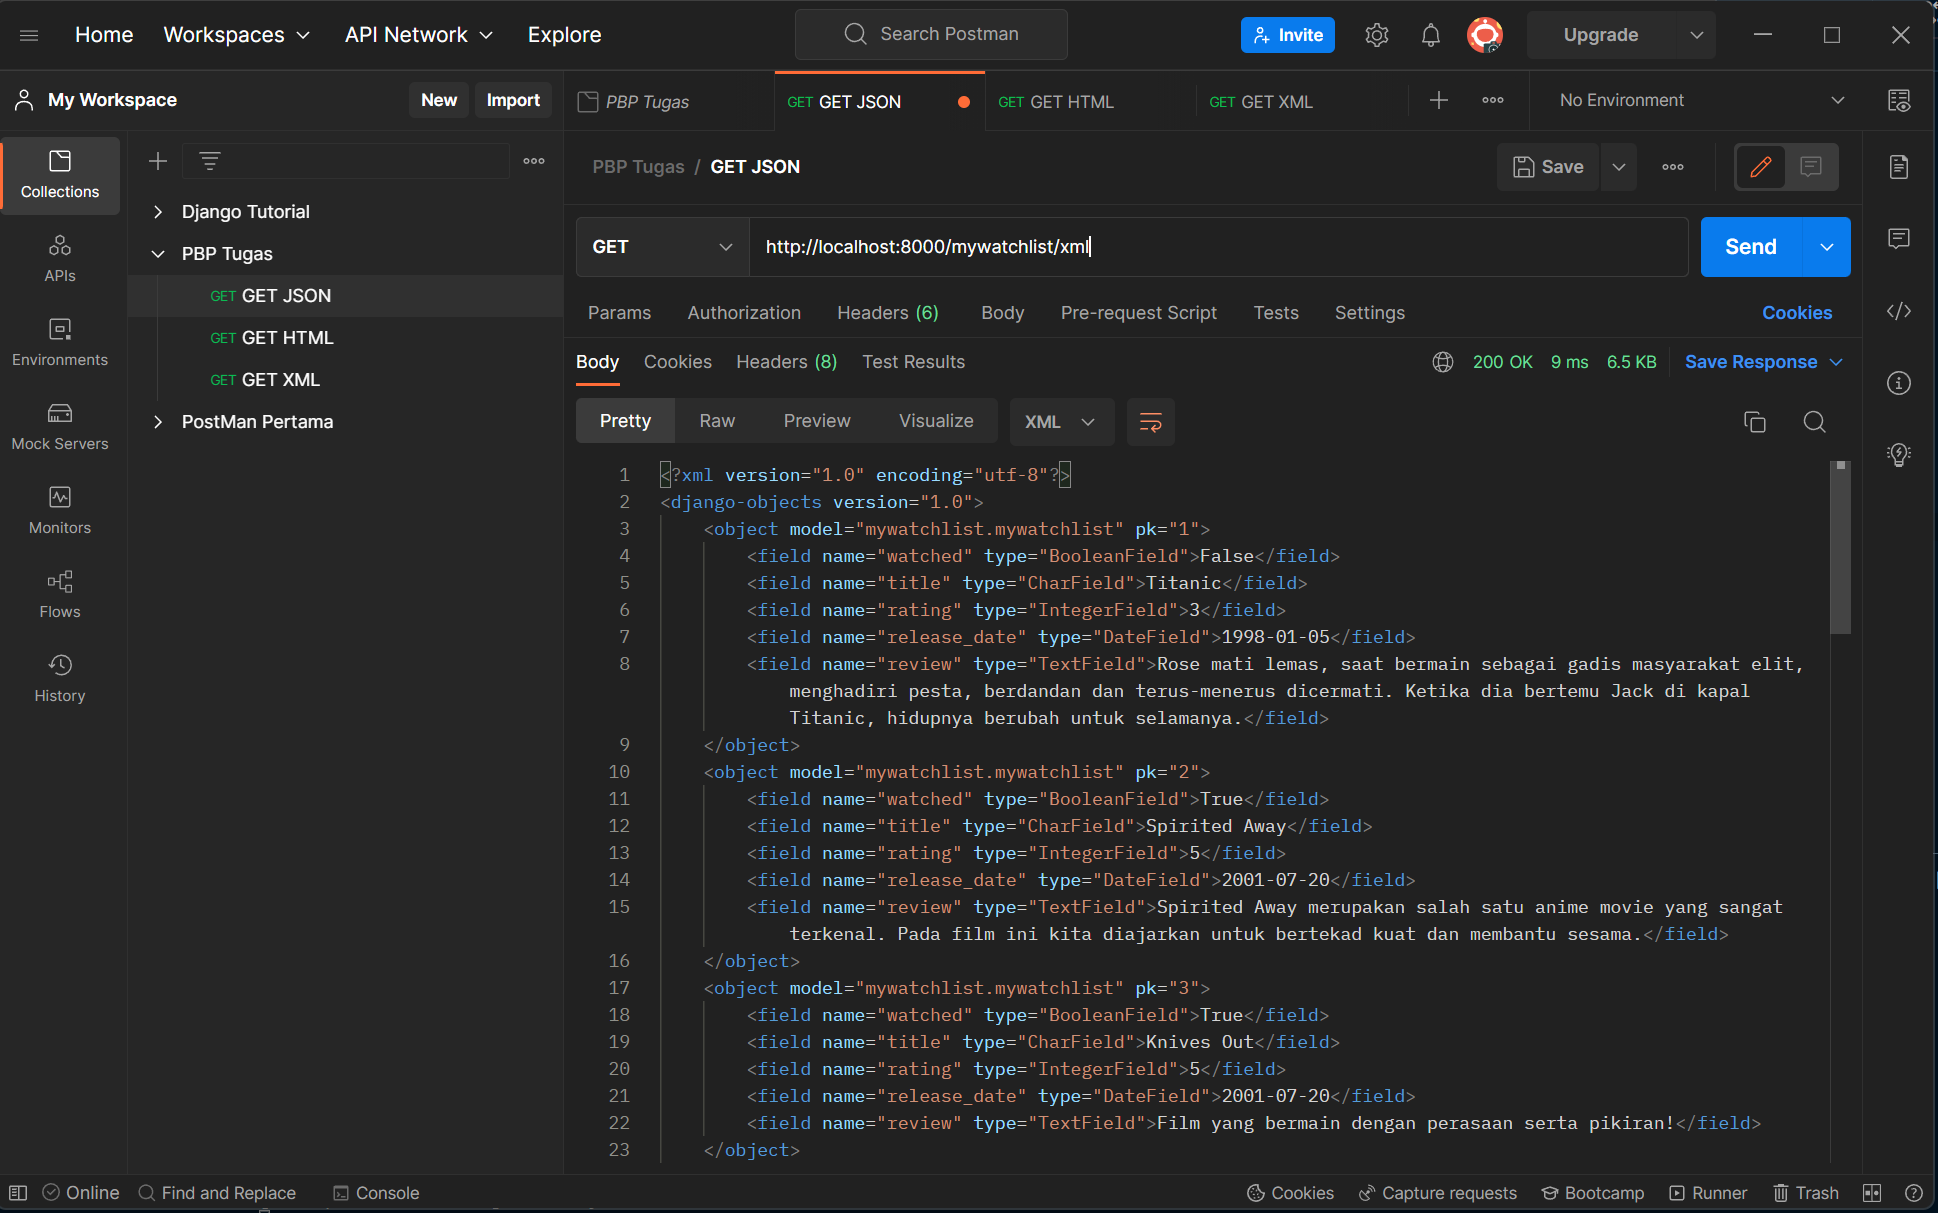 Home Workspaces API Network Explore Search Postman Invite Upgrade
My Workspace New Import PBP Tugas GET GET JSON GET GET HTML GET GET XML No Environment
Collections
APIs
Environments
Mock Servers
Monitors
Flows
History
Django Tutorial
PBP Tugas
GET GET JSON
GET GET HTML
GET GET XML
PostMan Pertama
PBP Tugas / GET JSON Save
GET http://localhost:8000/mywatchlist/xml Send
Params Authorization Headers (6) Body Pre-request Script Tests Settings Cookies
Body Cookies Headers (8) Test Results 200 OK 9 ms 6.5 KB Save Response
Pretty Raw Preview Visualize XML
1 <?xml version="1.0" encoding="utf-8"?>
2 <django-objects version="1.0">
3 <object model="mywatchlist.mywatchlist" pk="1">
4 <field name="watched" type="BooleanField">False</field>
5 <field name="title" type="CharField">Titanic</field>
6 <field name="rating" type="IntegerField">3</field>
7 <field name="release_date" type="DateField">1998-01-05</field>
8 <field name="review" type="TextField">Rose mati lemas, saat bermain sebagai gadis masyarakat elit,
menghadiri pesta, berdandan dan terus-menerus dicermati. Ketika dia bertemu Jack di kapal
Titanic, hidupnya berubah untuk selamanya.</field>
9 </object>
10 <object model="mywatchlist.mywatchlist" pk="2">
11 <field name="watched" type="BooleanField">True</field>
12 <field name="title" type="CharField">Spirited Away</field>
13 <field name="rating" type="IntegerField">5</field>
14 <field name="release_date" type="DateField">2001-07-20</field>
15 <field name="review" type="TextField">Spirited Away merupakan salah satu anime movie yang sangat
terkenal. Pada film ini kita diajarkan untuk bertekad kuat dan membantu sesama.</field>
16 </object>
17 <object model="mywatchlist.mywatchlist" pk="3">
18 <field name="watched" type="BooleanField">True</field>
19 <field name="title" type="CharField">Knives Out</field>
20 <field name="rating" type="IntegerField">5</field>
21 <field name="release_date" type="DateField">2001-07-20</field>
22 <field name="review" type="TextField">Film yang bermain dengan perasaan serta pikiran!</field>
23 </object>
Online Find and Replace Console Cookies Capture requests Bootcamp Runner Trash